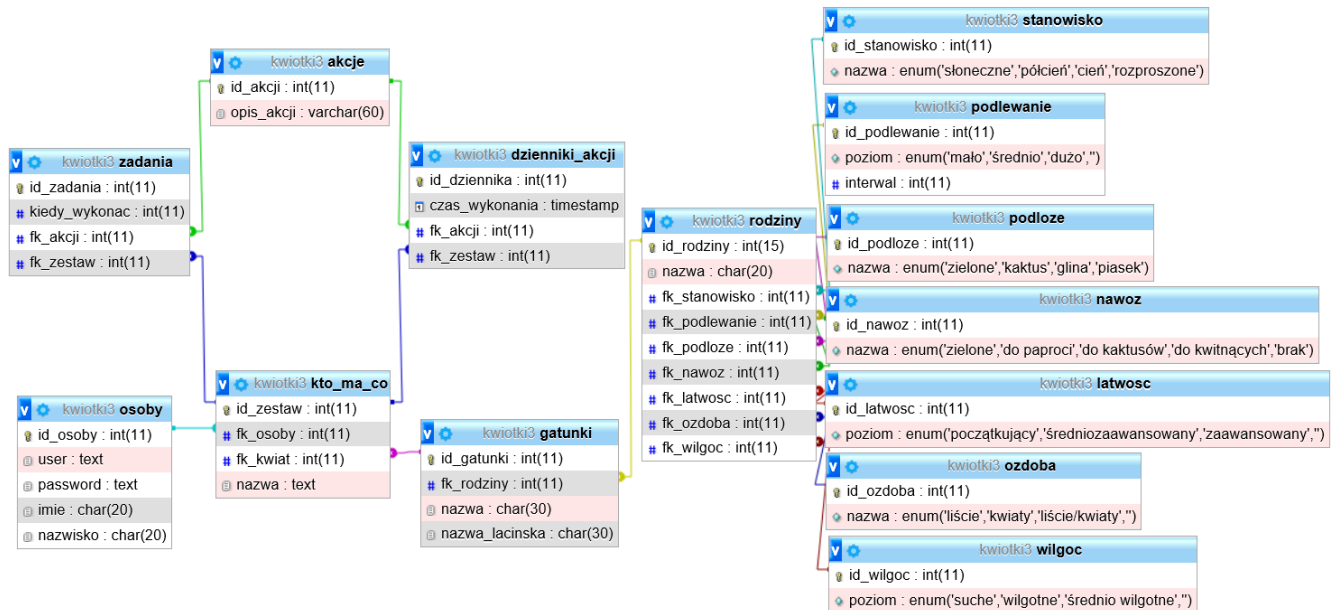 kwiotki3 akcje
id_akcji : int(11)
opis_akcji : varchar(60)
kwiotki3 zadania
id_zadania : int(11)
kiedy_wykonac : int(11)
fk_akcji : int(11)
fk_zestaw : int(11)
kwiotki3 dzienniki_akcji
id_dziennika : int(11)
czas_wykonania : timestamp
fk_akcji : int(11)
fk_zestaw : int(11)
kwiotki3 osoby
id_osoby : int(11)
user : text
password : text
imie : char(20)
nazwisko : char(20)
kwiotki3 kto_ma_co
id_zestaw : int(11)
fk_osoby : int(11)
fk_kwiat : int(11)
nazwa : text
kwiotki3 gatunki
id_gatunki : int(11)
fk_rodziny : int(11)
nazwa : char(30)
nazwa_lacinska : char(30)
kwiotki3 rodziny
id_rodziny : int(15)
nazwa : char(20)
fk_stanowisko : int(11)
fk_podlewanie : int(11)
fk_podloze : int(11)
fk_nawoz : int(11)
fk_latwosc : int(11)
fk_ozdoba : int(11)
fk_wilgoc : int(11)
kwiotki3 stanowisko
id_stanowisko : int(11)
nazwa : enum('słoneczne','półcień','cień','rozproszone')
kwiotki3 podlewanie
id_podlewanie : int(11)
poziom : enum('mało','średnio','dużo','')
interwal : int(11)
kwiotki3 podloze
id_podloze : int(11)
nazwa : enum('zielone','kaktus','glina','piasek')
kwiotki3 nawoz
id_nawoz : int(11)
nazwa : enum('zielone','do paproci','do kaktusów','do kwitnących','brak')
kwiotki3 latwosc
id_latwosc : int(11)
poziom : enum('początkujący','średniozaawansowany','zaawansowany','')
kwiotki3 ozdoba
id_ozdoba : int(11)
nazwa : enum('liście','kwiaty','liście/kwiaty','')
kwiotki3 wilgoc
id_wilgoc : int(11)
poziom : enum('suche','wilgotne','średnio wilgotne','')